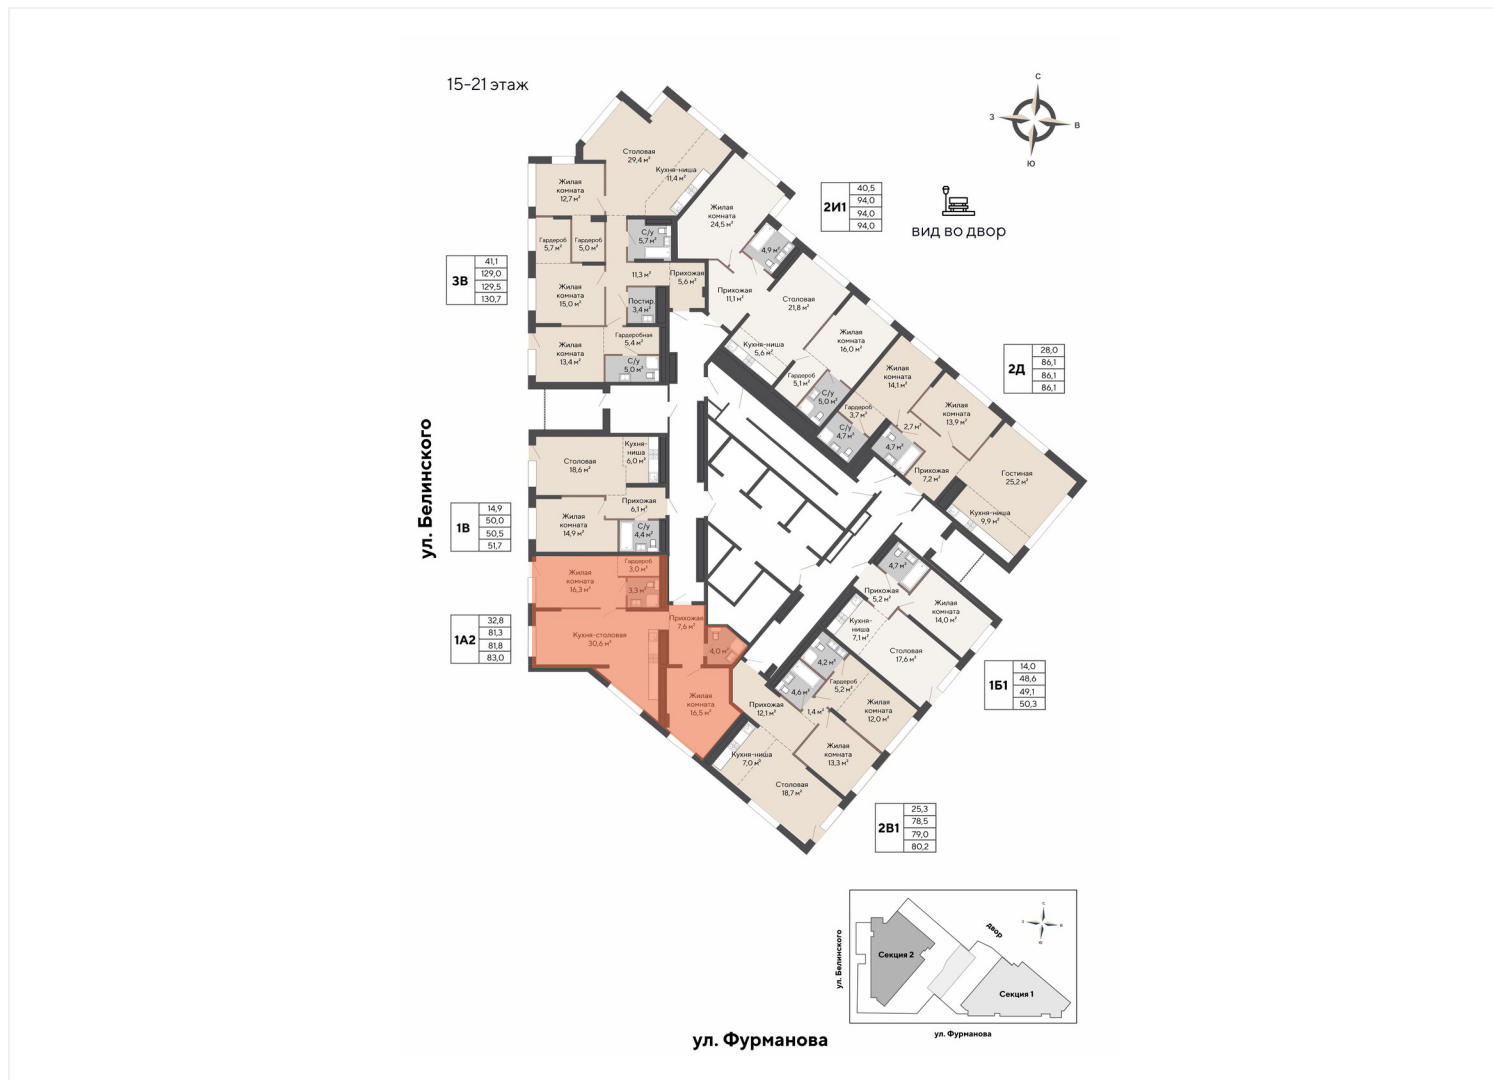 15-21 этаж
С
З
В
Ю
вид во двор
2И1
40,5
94,0
94,0
94,0
3В
41,1
129,0
129,5
130,7
2Д
28,0
86,1
86,1
86,1
1В
14,9
50,0
50,5
51,7
1А2
32,8
81,3
81,8
83,0
1Б1
14,0
48,6
49,1
50,3
2В1
25,3
78,5
79,0
80,2
Столовая
29,4 м²
Кухня-ниша
11,4 м²
Жилая
комната
12,7 м²
Гардероб
5,7 м²
Гардероб
5,0 м²
С/у
5,7 м²
11,3 м²
Прихожая
5,6 м²
Жилая
комната
15,0 м²
Постир.
3,4 м²
Гардеробная
5,4 м²
Жилая
комната
13,4 м²
С/у
5,0 м²
Жилая
комната
24,5 м²
4,9 м²
Прихожая
11,1 м²
Столовая
21,8 м²
Кухня-ниша
5,6 м²
Жилая
комната
16,0 м²
Гардероб
5,1 м²
С/у
5,0 м²
Жилая
комната
14,1 м²
Гардероб
3,7 м²
С/у
4,7 м²
2,7 м²
Жилая
комната
13,9 м²
4,7 м²
Прихожая
7,2 м²
Гостиная
25,2 м²
Кухня-ниша
9,9 м²
Столовая
18,6 м²
Кухня-
ниша
6,0 м²
Прихожая
6,1 м²
Жилая
комната
14,9 м²
С/у
4,4 м²
Жилая
комната
16,3 м²
Гардероб
3,0 м²
3,3 м²
Кухня-столовая
30,6 м²
Прихожая
7,6 м²
4,0 м²
Жилая
комната
16,5 м²
4,7 м²
Прихожая
5,2 м²
Жилая
комната
14,0 м²
Кухня-
ниша
7,1 м²
Столовая
17,6 м²
4,2 м²
4,6 м²
Гардероб
5,2 м²
1,4 м²
Жилая
комната
12,0 м²
Прихожая
12,1 м²
Жилая
комната
13,3 м²
Кухня-ниша
7,0 м²
Столовая
18,7 м²
ул. Белинского
ул. Фурманова
ул. Белинского
Секция 2
двор
Секция 1
ул. Фурманова